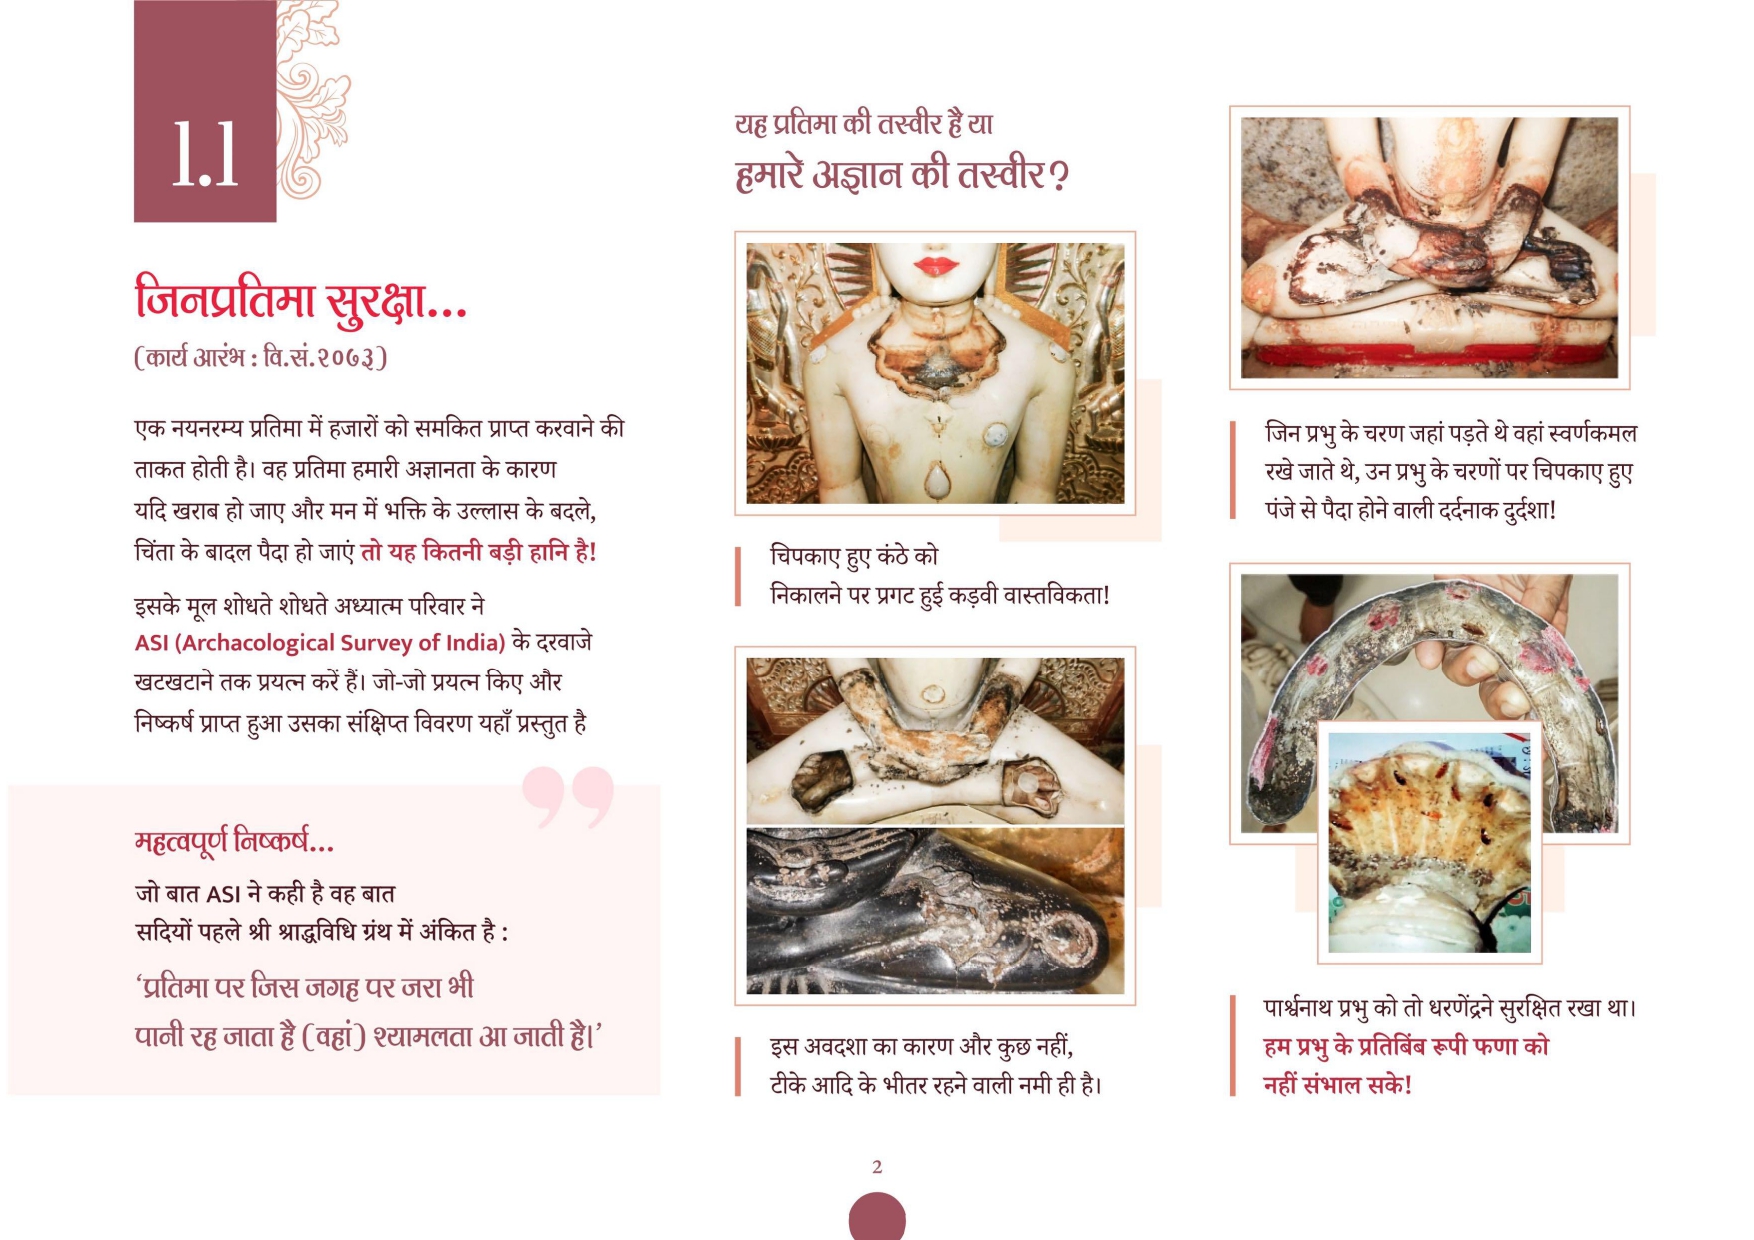 1.1
जिनप्रतिमा सुरक्षा...
(कार्य आरंभ : वि.सं.२०७३)
एक नयनरम्य प्रतिमा में हजारों को समकित प्राप्त करवाने की
ताकत होती है। वह प्रतिमा हमारी अज्ञानता के कारण
यदि खराब हो जाए और मन में भक्ति के उल्लास के बदले,
चिंता के बादल पैदा हो जाएं तो यह कितनी बड़ी हानि है!
इसके मूल शोधते शोधते अध्यात्म परिवार ने
ASI (Archacological Survey of India) के दरवाजे
खटखटाने तक प्रयत्न करें हैं। जो-जो प्रयत्न किए और
निष्कर्ष प्राप्त हुआ उसका संक्षिप्त विवरण यहाँ प्रस्तुत है
महत्वपूर्ण निष्कर्ष...
जो बात ASI ने कही है वह बात
सदियों पहले श्री श्राद्धविधि ग्रंथ में अंकित है :
‘प्रतिमा पर जिस जगह पर जरा भी
पानी रह जाता है (वहां) श्यामलता आ जाती है।’
यह प्रतिमा की तस्वीर है या
हमारे अज्ञान की तस्वीर?
चिपकाए हुए कंठे को
निकालने पर प्रगट हुई कड़वी वास्तविकता!
इस अवदशा का कारण और कुछ नहीं,
टीके आदि के भीतर रहने वाली नमी ही है।
जिन प्रभु के चरण जहां पड़ते थे वहां स्वर्णकमल
रखे जाते थे, उन प्रभु के चरणों पर चिपकाए हुए
पंजे से पैदा होने वाली दर्दनाक दुर्दशा!
पार्श्वनाथ प्रभु को तो धरणेंद्रने सुरक्षित रखा था।
हम प्रभु के प्रतिबिंब रूपी फणा को
नहीं संभाल सके!
2